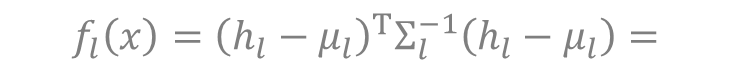 f_l(x) = (h_l − μ_l)^T Σ_l^{−1} (h_l − μ_l) =